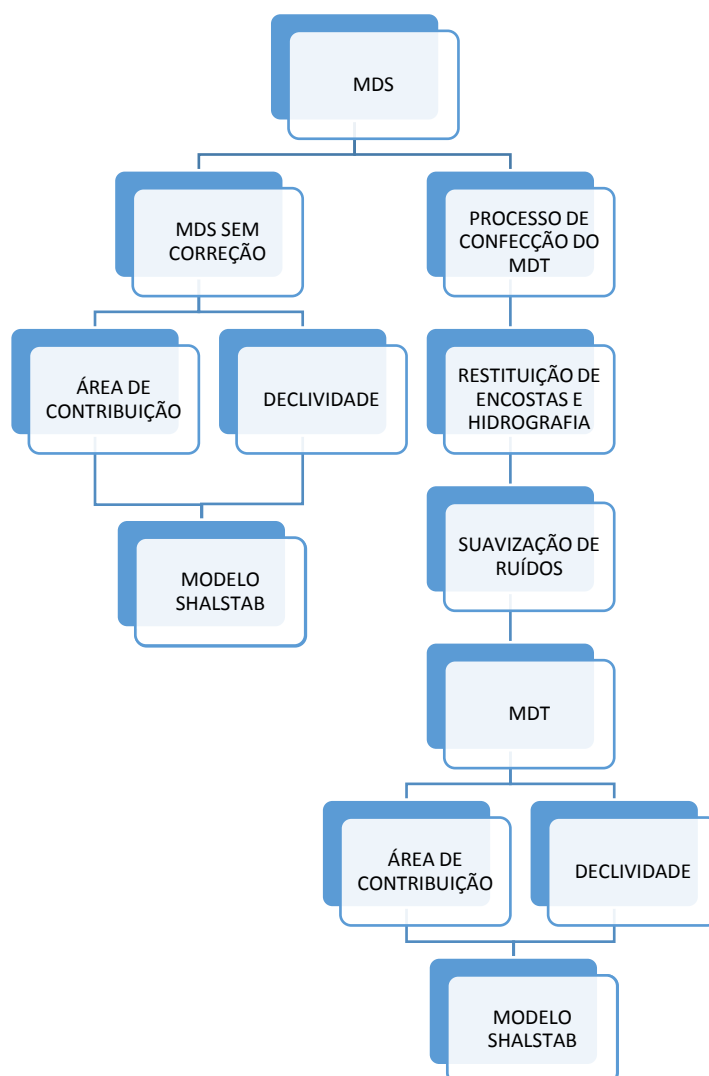 MDS
MDS SEM
CORREÇÃO
PROCESSO DE
CONFECÇÃO DO
MDT
ÁREA DE
CONTRIBUIÇÃO
DECLIVIDADE
RESTITUIÇÃO DE
ENCOSTAS E
HIDROGRAFIA
MODELO
SHALSTAB
SUAVIZAÇÃO DE
RUÍDOS
MDT
ÁREA DE
CONTRIBUIÇÃO
DECLIVIDADE
MODELO
SHALSTAB